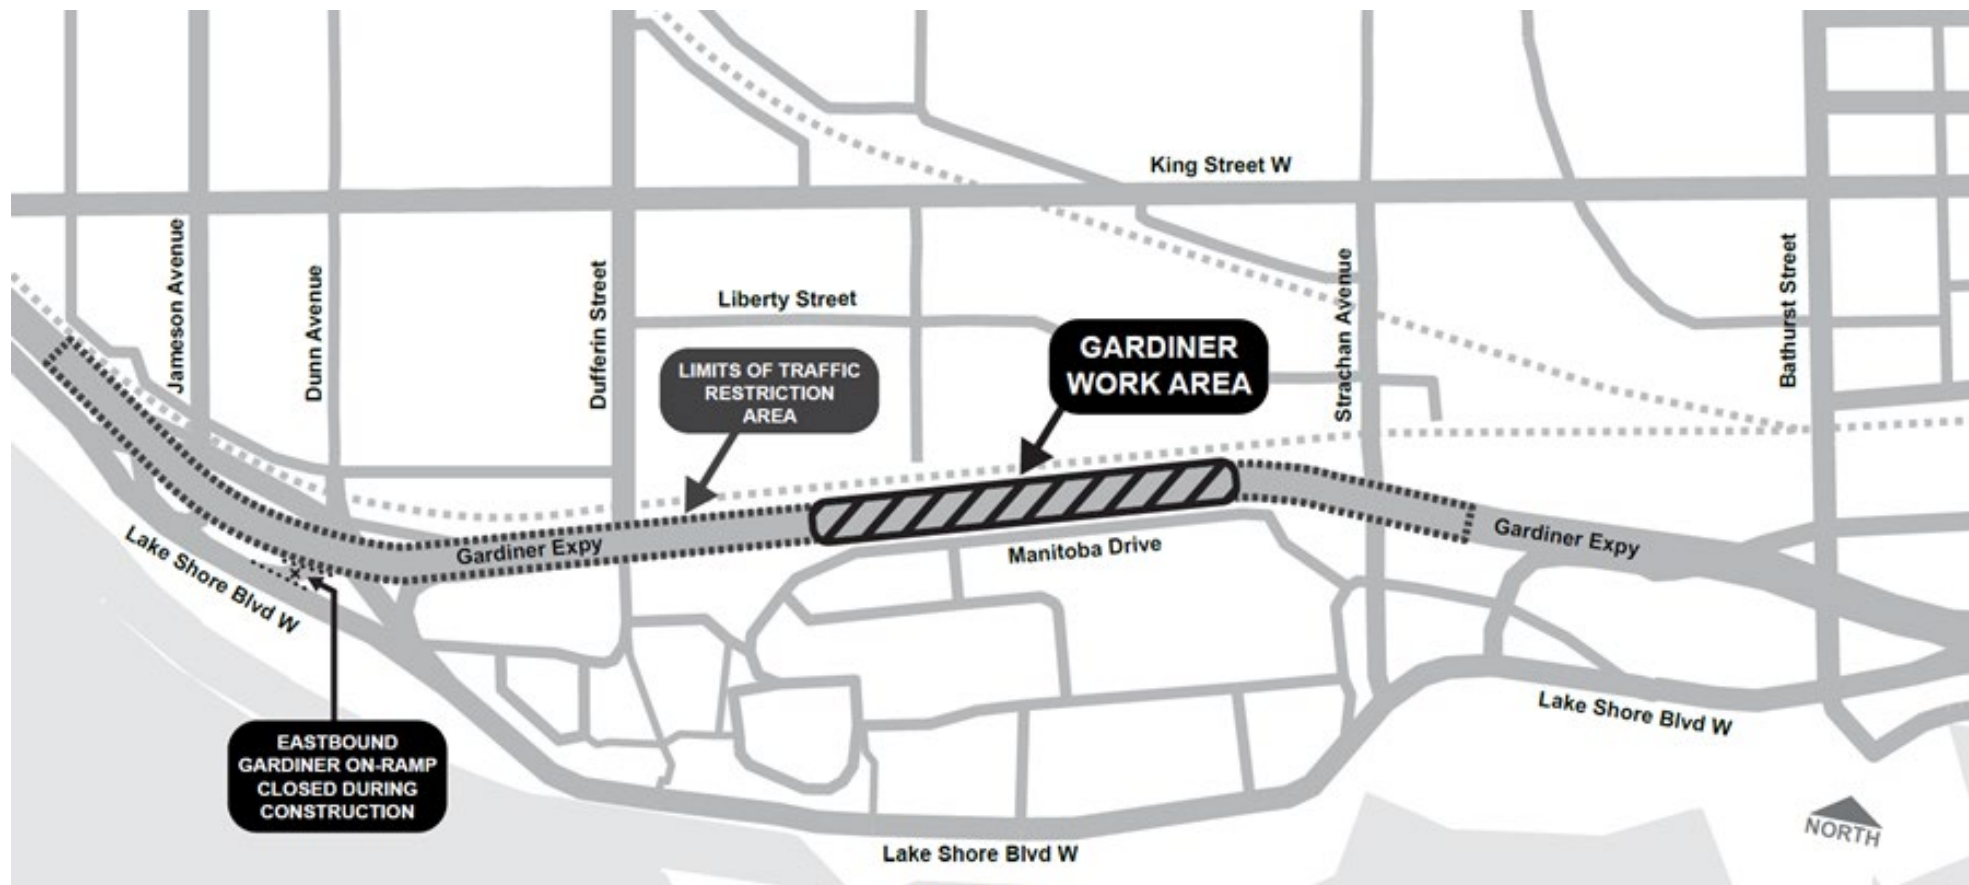 King Street W
Jameson Avenue
Dunn Avenue
Dufferin Street
Liberty Street
Strachan Avenue
Bathurst Street
GARDINER
WORK AREA
LIMITS OF TRAFFIC
RESTRICTION
AREA
Gardiner Expy
Gardiner Expy
Manitoba Drive
Lake Shore Blvd W
Lake Shore Blvd W
EASTBOUND
GARDINER ON-RAMP
CLOSED DURING
CONSTRUCTION
NORTH
Lake Shore Blvd W